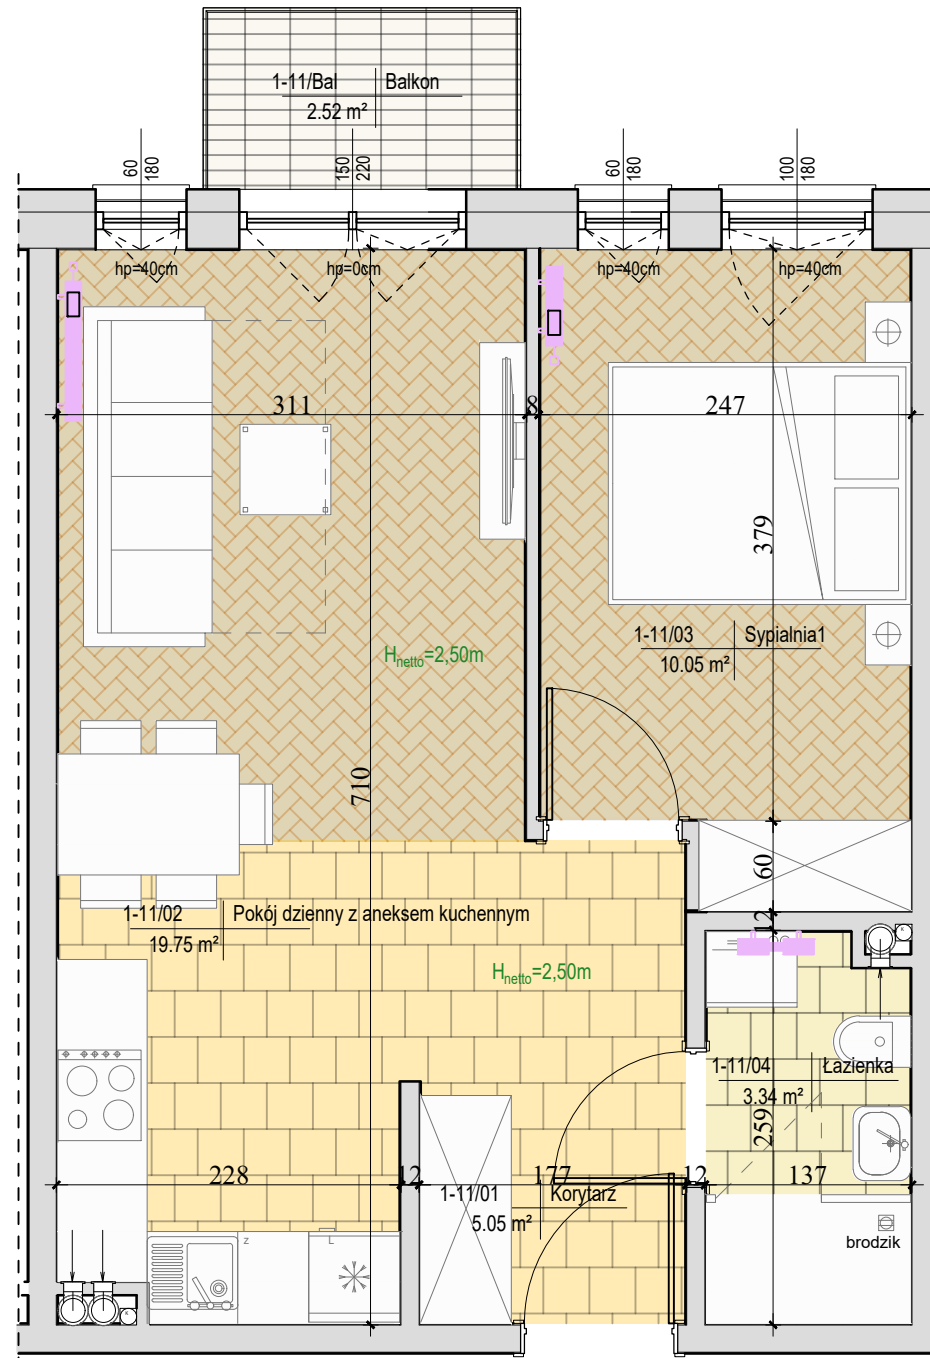 1-11/Bal Balkon
2.52 m²
60
180
150
220
60
180
100
180
hp=40cm
hp=0cm
hp=40cm
hp=40cm
311
8
247
379
1-11/03 Sypialnia1
10.05 m²
Hnetto=2,50m
710
60
1-11/02 Pokój dzienny z aneksem kuchennym
19.75 m²
12
Hnetto=2,50m
1-11/04 Łazienka
3.34 m²
259
228
12
177
12
137
1-11/01 Korytarz
5.05 m²
z
L
brodzik
K
K